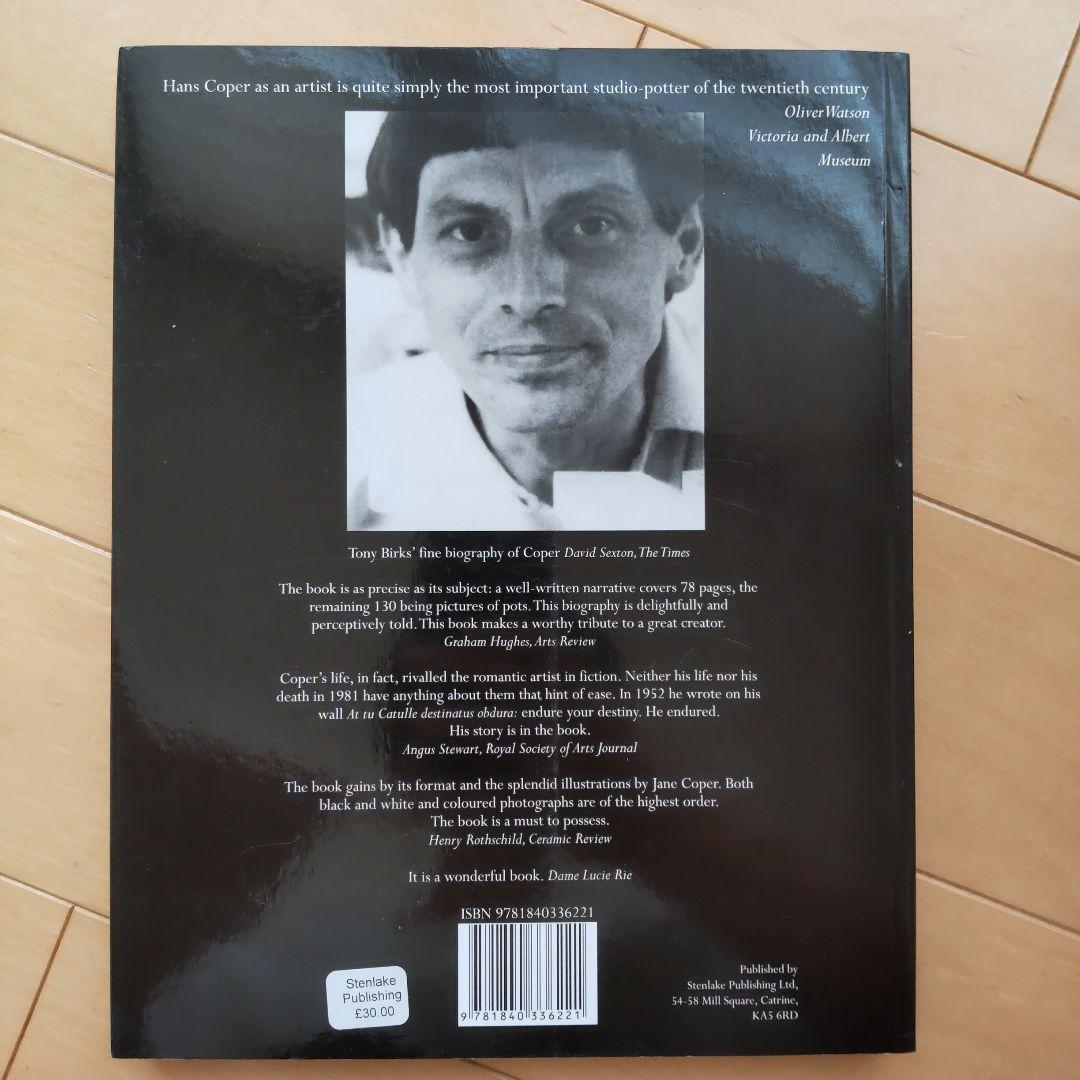 Hans Coper as an artist is quite simply the most important studio-potter of the twentieth century
Oliver Watson
Victoria and Albert
Museum
Tony Birks' fine biography of Coper David Sexton, The Times
The book is as precise as its subject: a well-written narrative covers 78 pages, the
remaining 130 being pictures of pots. This biography is delightfully and
perceptively told. This book makes a worthy tribute to a great creator.
Graham Hughes, Arts Review
Coper's life, in fact, rivalled the romantic artist in fiction. Neither his life nor his
death in 1981 have anything about them that hint of ease. In 1952 he wrote on his
wall At tu Catulle destinatus obdura: endure your destiny. He endured.
His story is in the book.
Angus Stewart, Royal Society of Arts Journal
The book gains by its format and the splendid illustrations by Jane Coper. Both
black and white and coloured photographs are of the highest order.
The book is a must to possess.
Henry Rothschild, Ceramic Review
It is a wonderful book. Dame Lucie Rie
ISBN 9781840336221
9 781840 336221
Stenlake
Publishing
£30.00
Published by
Stenlake Publishing Ltd,
54-58 Mill Square, Catrine,
KA5 6RD